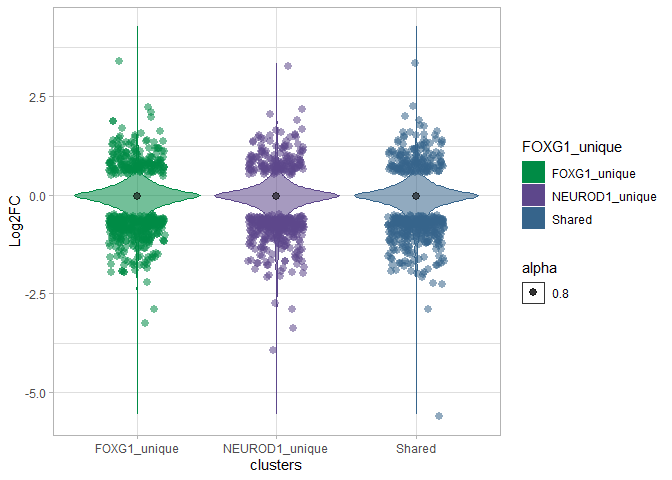 Log2FC
2.5
0.0
-2.5
-5.0
FOXG1_unique NEUROD1_unique Shared
clusters
FOXG1_unique
FOXG1_unique
NEUROD1_unique
Shared
alpha
0.8